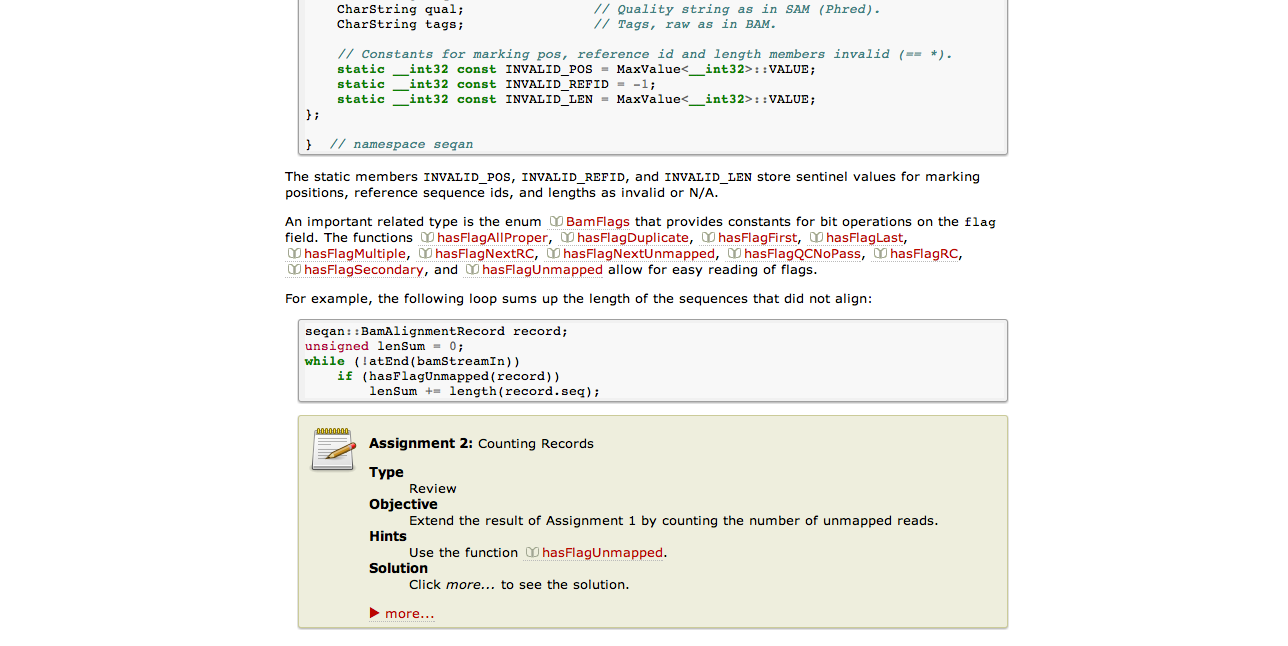 CharString qual;                // Quality string as in SAM (Phred).
CharString tags;                // Tags, raw as in BAM.
// Constants for marking pos, reference id and length members invalid (== *).
static __int32 const INVALID_POS = MaxValue<__int32>::VALUE;
static __int32 const INVALID_REFID = -1;
static __int32 const INVALID_LEN = MaxValue<__int32>::VALUE;
};
}  // namespace seqan
The static members INVALID_POS, INVALID_REFID, and INVALID_LEN store sentinel values for marking
positions, reference sequence ids, and lengths as invalid or N/A.
An important related type is the enum BamFlags that provides constants for bit operations on the flag
field. The functions hasFlagAllProper, hasFlagDuplicate, hasFlagFirst, hasFlagLast,
hasFlagMultiple, hasFlagNextRC, hasFlagNextUnmapped, hasFlagQCNoPass, hasFlagRC,
hasFlagSecondary, and hasFlagUnmapped allow for easy reading of flags.
For example, the following loop sums up the length of the sequences that did not align:
seqan::BamAlignmentRecord record;
unsigned lenSum = 0;
while (!atEnd(bamStreamIn))
if (hasFlagUnmapped(record))
lenSum += length(record.seq);
Assignment 2: Counting Records
Type
Review
Objective
Extend the result of Assignment 1 by counting the number of unmapped reads.
Hints
Use the function hasFlagUnmapped.
Solution
Click more... to see the solution.
more...